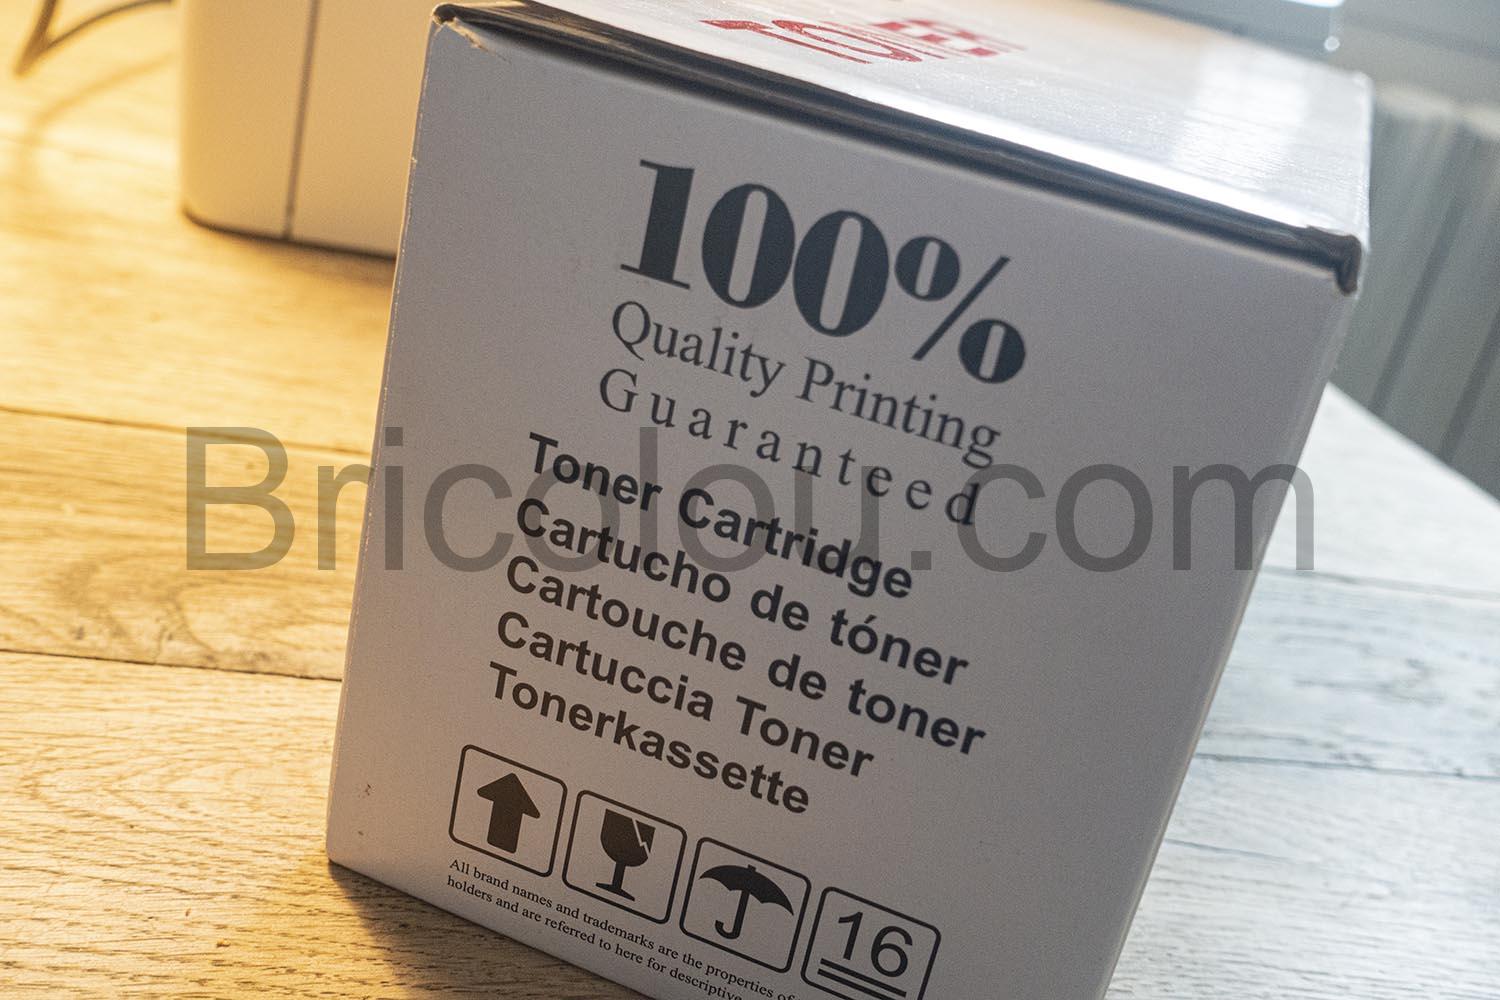 100%
Quality Printing
Guaranteed
Bricolou.com
Toner Cartridge
Cartucho de tóner
Cartouche de toner
Cartuccia Toner
Tonerkassette
16
All brand names and trademarks are the properties of
holders and are referred to here for descriptive